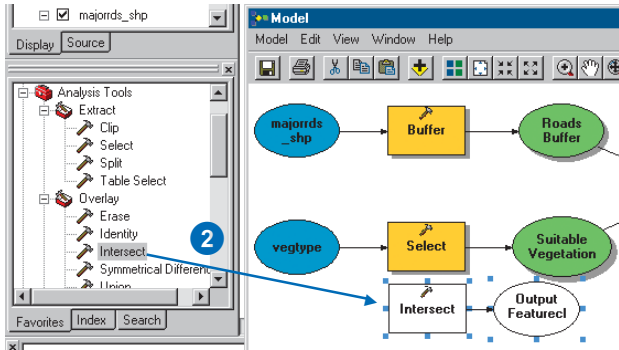 majorrds_shp
Display
Source
Analysis Tools
Extract
Clip
Select
Split
Table Select
Overlay
Erase
Identity
Intersect
Symmetrical Differenc
Union
Favorites
Index
Search
2
Model
Model Edit View Window Help
majorrds
_shp
Buffer
Roads
Buffer
vegtype
Select
Suitable
Vegetation
Intersect
Output
Featurecl